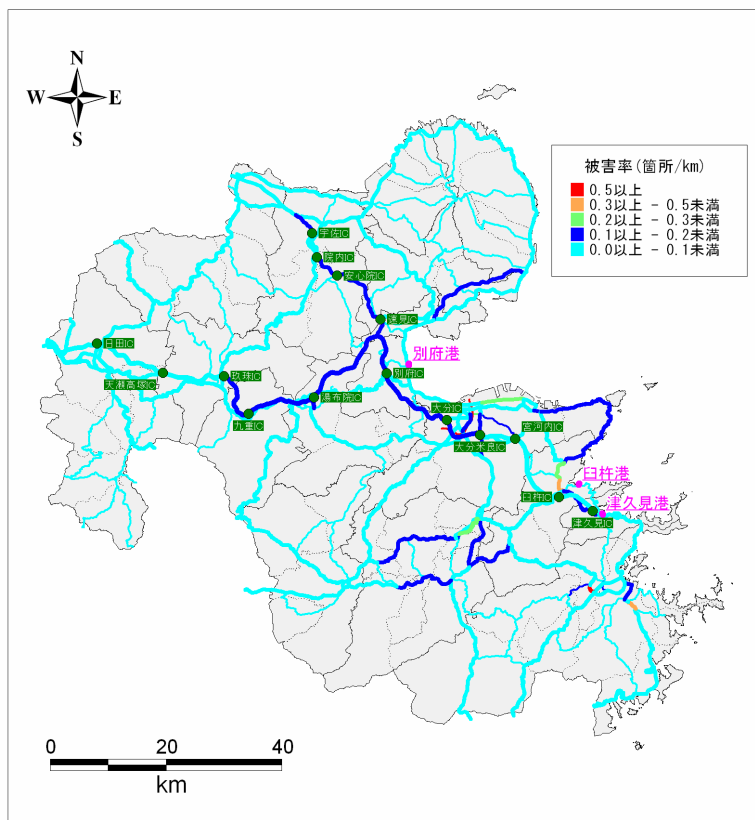 N
W E
S
被害率(箇所/km)
0.5以上
0.3以上 - 0.5未満
0.2以上 - 0.3未満
0.1以上 - 0.2未満
0.0以上 - 0.1未満
宇佐IC
院内IC
安心院IC
速見IC
日田IC
別府港
天瀬高塚IC
玖珠IC
別府IC
湯布院IC
九重IC
大分IC
宮河内IC
大分米良IC
臼杵港
臼杵IC
津久見港
津久見IC
0 20 40
km